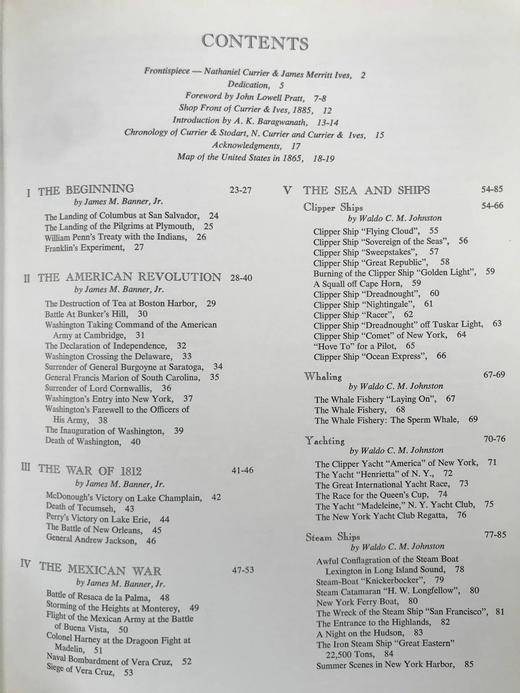 CONTENTS
Frontispiece — Nathaniel Currier & James Merritt Ives, 2
Dedication, 5
Foreword by John Lowell Pratt, 7-8
Shop Front of Currier & Ives, 1885, 12
Introduction by A. K. Baragwanath, 13-14
Chronology of Currier & Stodart, N. Currier and Currier & Ives, 15
Acknowledgments, 17
Map of the United States in 1865, 18-19
I THE BEGINNING 23-27
by James M. Banner, Jr.
The Landing of Columbus at San Salvador, 24
The Landing of the Pilgrims at Plymouth, 25
William Penn's Treaty with the Indians, 26
Franklin's Experiment, 27
II THE AMERICAN REVOLUTION 28-40
by James M. Banner, Jr.
The Destruction of Tea at Boston Harbor, 29
Battle At Bunker's Hill, 30
Washington Taking Command of the American
Army at Cambridge, 31
The Declaration of Independence, 32
Washington Crossing the Delaware, 33
Surrender of General Burgoyne at Saratoga, 34
General Francis Marion of South Carolina, 35
Surrender of Lord Cornwallis, 36
Washington's Entry into New York, 37
Washington's Farewell to the Officers of
His Army, 38
The Inauguration of Washington, 39
Death of Washington, 40
III THE WAR OF 1812 41-46
by James M. Banner, Jr.
McDonough's Victory on Lake Champlain, 42
Death of Tecumseh, 43
Perry's Victory on Lake Erie, 44
The Battle of New Orleans, 45
General Andrew Jackson, 46
IV THE MEXICAN WAR 47-53
by James M. Banner, Jr.
Battle of Resaca de la Palma, 48
Storming of the Heights at Monterey, 49
Flight of the Mexican Army at the Battle
of Buena Vista, 50
Colonel Harney at the Dragoon Fight at
Madelin, 51
Naval Bombardment of Vera Cruz, 52
Siege of Vera Cruz, 53
V THE SEA AND SHIPS 54-85
Clipper Ships 54-66
by Waldo C. M. Johnston
Clipper Ship "Flying Cloud", 55
Clipper Ship "Sovereign of the Seas", 56
Clipper Ship "Sweepstakes", 57
Clipper Ship "Great Republic", 58
Burning of the Clipper Ship "Golden Light", 59
A Squall off Cape Horn, 59
Clipper Ship "Dreadnought", 60
Clipper Ship "Nightingale", 61
Clipper Ship "Racer", 62
Clipper Ship "Dreadnought" off Tuskar Light, 63
Clipper Ship "Comet" of New York, 64
"Hove To" for a Pilot, 65
Clipper Ship "Ocean Express", 66
Whaling 67-69
by Waldo C. M. Johnston
The Whale Fishery "Laying On", 67
The Whale Fishery, 68
The Whale Fishery: The Sperm Whale, 69
Yachting 70-76
by Waldo C. M. Johnston
The Clipper Yacht "America" of New York, 71
The Yacht "Henrietta" of N. Y., 72
The Great International Yacht Race, 73
The Race for the Queen's Cup, 74
The Yacht "Madeleine," N. Y. Yacht Club, 75
The New York Yacht Club Regatta, 76
Steam Ships 77-85
by Waldo C. M. Johnston
Awful Conflagration of the Steam Boat
Lexington in Long Island Sound, 78
Steam-Boat "Knickerbocker", 79
Steam Catamaran "H. W. Longfellow", 80
New York Ferry Boat, 80
The Wreck of the Steam Ship "San Francisco", 81
The Entrance to the Highlands, 82
A Night on the Hudson, 83
The Iron Steam Ship "Great Eastern"
22,500 Tons, 84
Summer Scenes in New York Harbor, 85